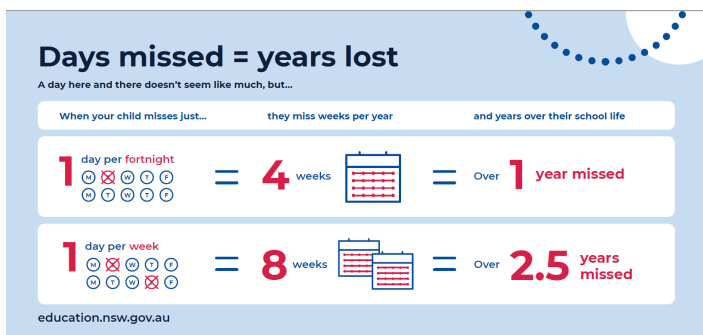 Days missed = years lost
A day here and there doesn't seem like much, but...
When your child misses just...
they miss weeks per year
and years over their school life
1 day per fortnight
M T W T F
M T W T F
=
4 weeks
=
Over 1 year missed
1 day per week
M T W T F
M T W T F
=
8 weeks
=
Over 2.5 years
missed
education.nsw.gov.au